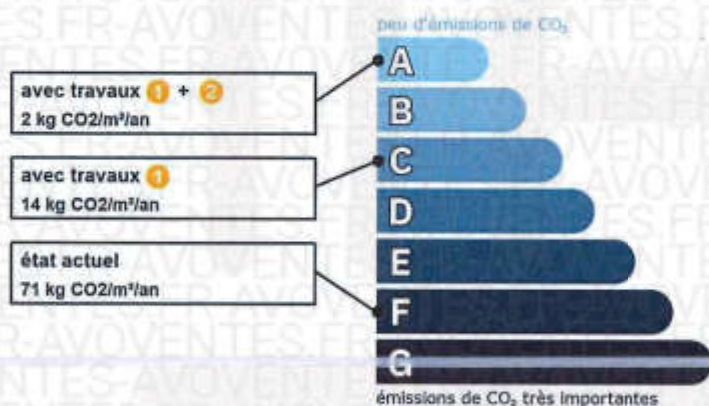 peu d'émissions de CO₂
A
avec travaux 1 + 2
2 kg CO2/m²/an
B
avec travaux 1
14 kg CO2/m²/an
C
D
état actuel
71 kg CO2/m²/an
E
F
G
émissions de CO₂ très importantes